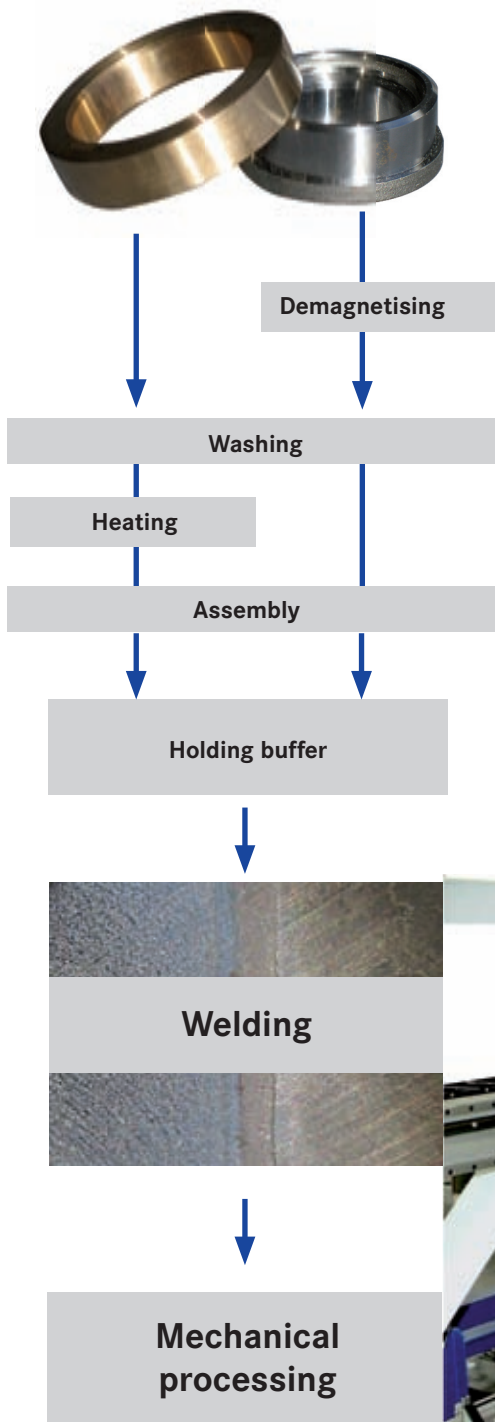 Demagnetising
Washing
Heating
Assembly
Holding buffer
Welding
Mechanical
processing